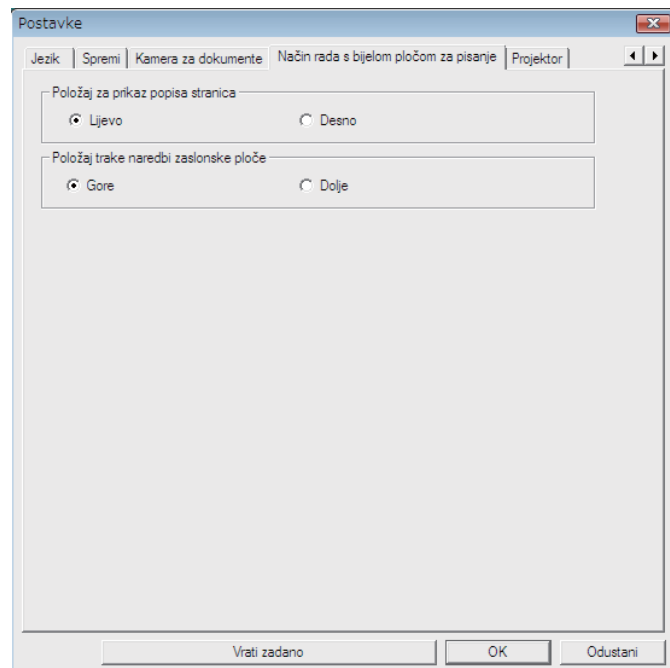 Postavke
Jezik Spremi Kamera za dokumente Način rada s bijelom pločom za pisanje Projektor
Položaj za prikaz popisa stranica
Lijevo Desno
Položaj trake naredbi zaslonske ploče
Gore Dolje
Vrati zadano OK Odustani